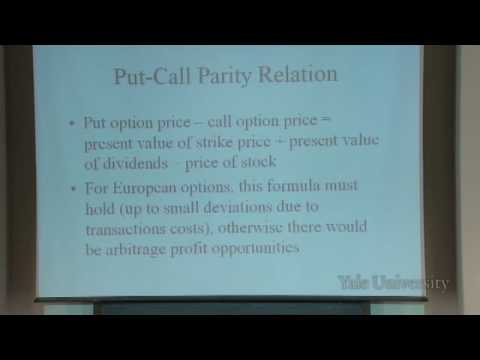 Put-Call Parity Relation
• Put option price – call option price =
present value of strike price + present value
of dividends – price of stock
• For European options, this formula must
hold (up to small deviations due to
transactions costs), otherwise there would
be arbitrage profit opportunities
Yale University